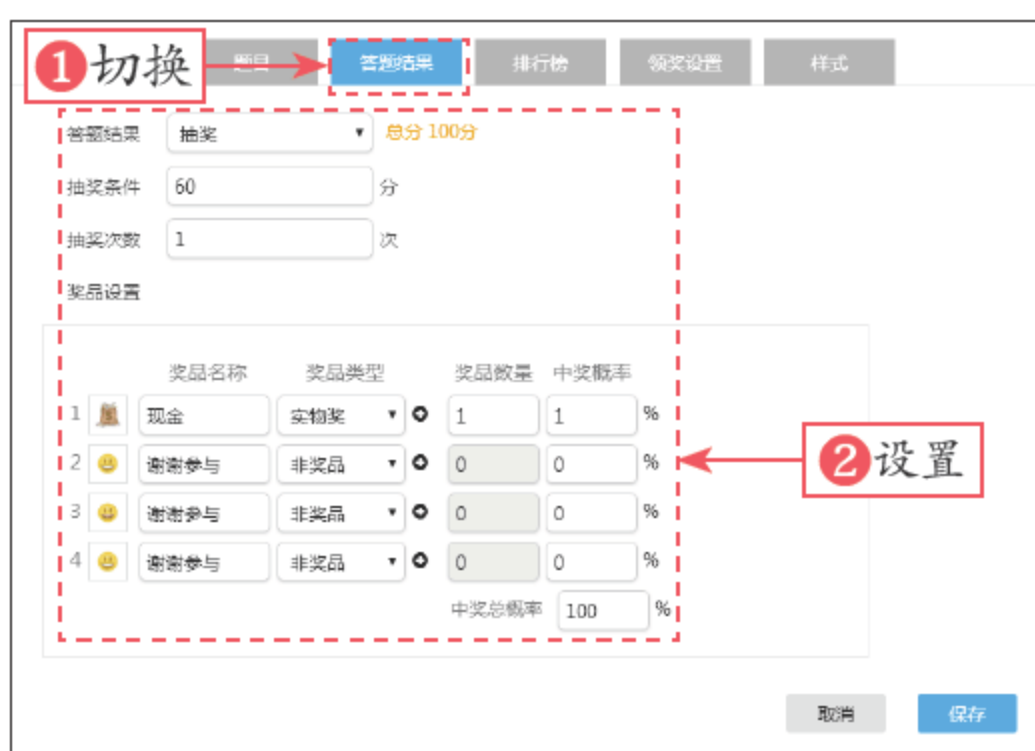 ❶切换 题目 答题结果 排行榜 领奖设置 样式
答题结果 抽奖 总分 100分
抽奖条件 60 分
抽奖次数 1 次
奖品设置
奖品名称 奖品类型 奖品数量 中奖概率
1 现金 实物奖 1 1 %
2 谢谢参与 非奖品 0 0 %
❷设置
3 谢谢参与 非奖品 0 0 %
4 谢谢参与 非奖品 0 0 %
中奖总概率 100 %
取消 保存